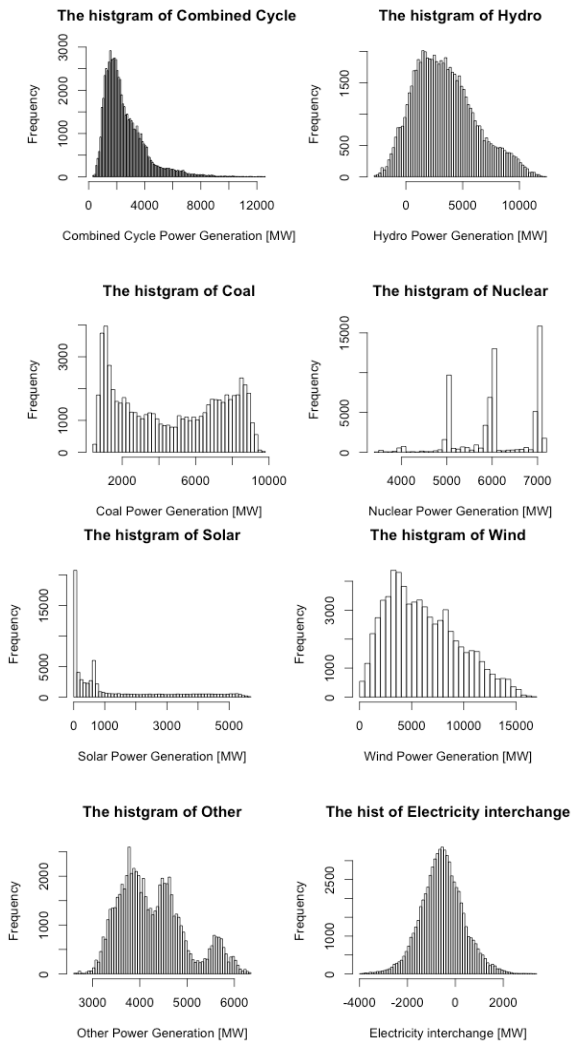 The histgram of Combined Cycle
Frequency
0 1000 2000 3000
0 4000 8000 12000
Combined Cycle Power Generation [MW]
The histgram of Hydro
Frequency
0 500 1500
0 5000 10000
Hydro Power Generation [MW]
The histgram of Coal
Frequency
0 1000 3000
2000 6000 10000
Coal Power Generation [MW]
The histgram of Nuclear
Frequency
0 5000 15000
4000 5000 6000 7000
Nuclear Power Generation [MW]
The histgram of Solar
Frequency
0 5000 15000
0 1000 3000 5000
Solar Power Generation [MW]
The histgram of Wind
Frequency
0 1000 3000
0 5000 10000 15000
Wind Power Generation [MW]
The histgram of Other
Frequency
0 1000 2000
3000 4000 5000 6000
Other Power Generation [MW]
The hist of Electricity interchange
Frequency
0 1000 2500
-4000 -2000 0 2000
Electricity interchange [MW]